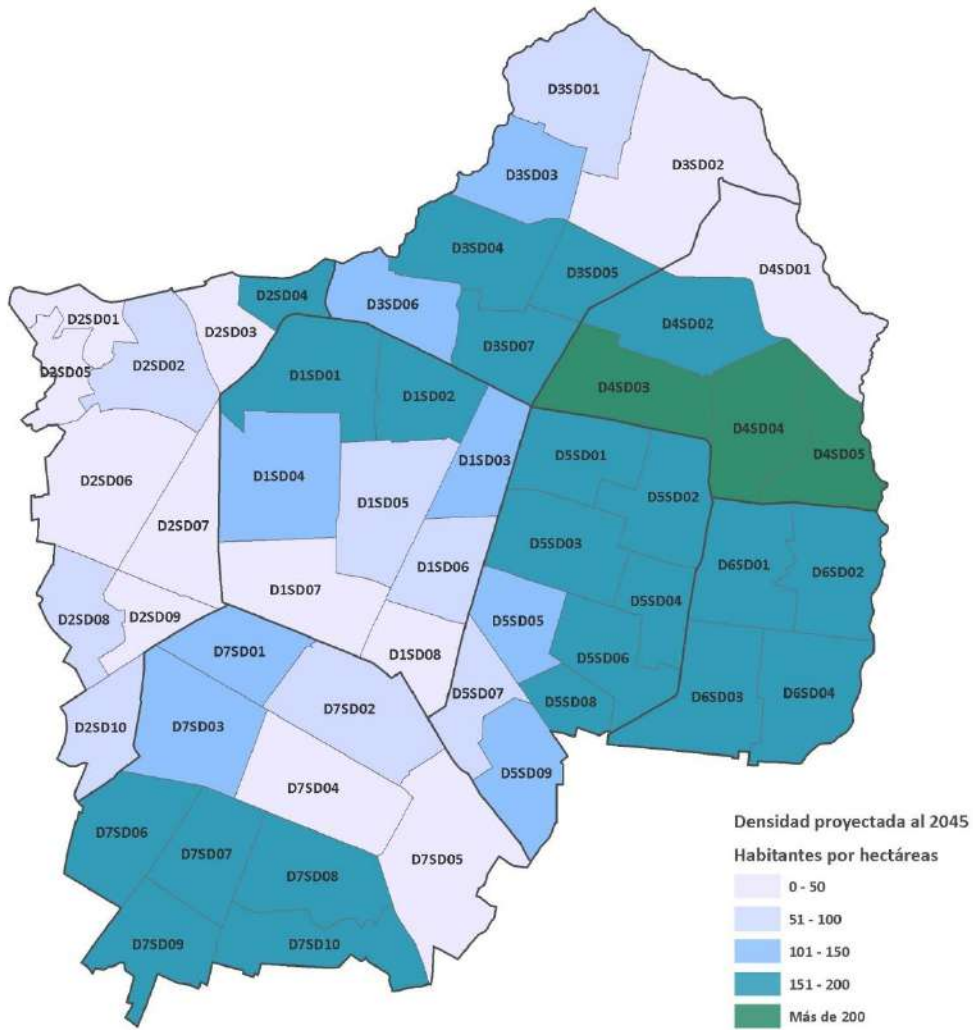 D3SD01
D3SD02
D3SD03
D3SD04
D3SD05
D4SD01
D2SD04
D3SD06
D2SD01
D2SD03
D4SD02
D3SD07
D2SD05
D2SD02
D1SD01
D1SD02
D4SD03
D4SD04
D4SD05
D1SD03
D5SD01
D2SD06
D1SD04
D1SD05
D5SD02
D2SD07
D5SD03
D6SD01
D6SD02
D1SD06
D1SD07
D5SD04
D2SD08
D2SD09
D5SD05
D7SD01
D1SD08
D5SD06
D5SD07
D6SD03
D6SD04
D5SD08
D2SD10
D7SD03
D7SD02
D5SD09
D7SD04
D7SD06
D7SD07
D7SD05
D7SD08
D7SD09
D7SD10
Densidad proyectada al 2045
Habitantes por hectáreas
0 - 50
51 - 100
101 - 150
151 - 200
Más de 200